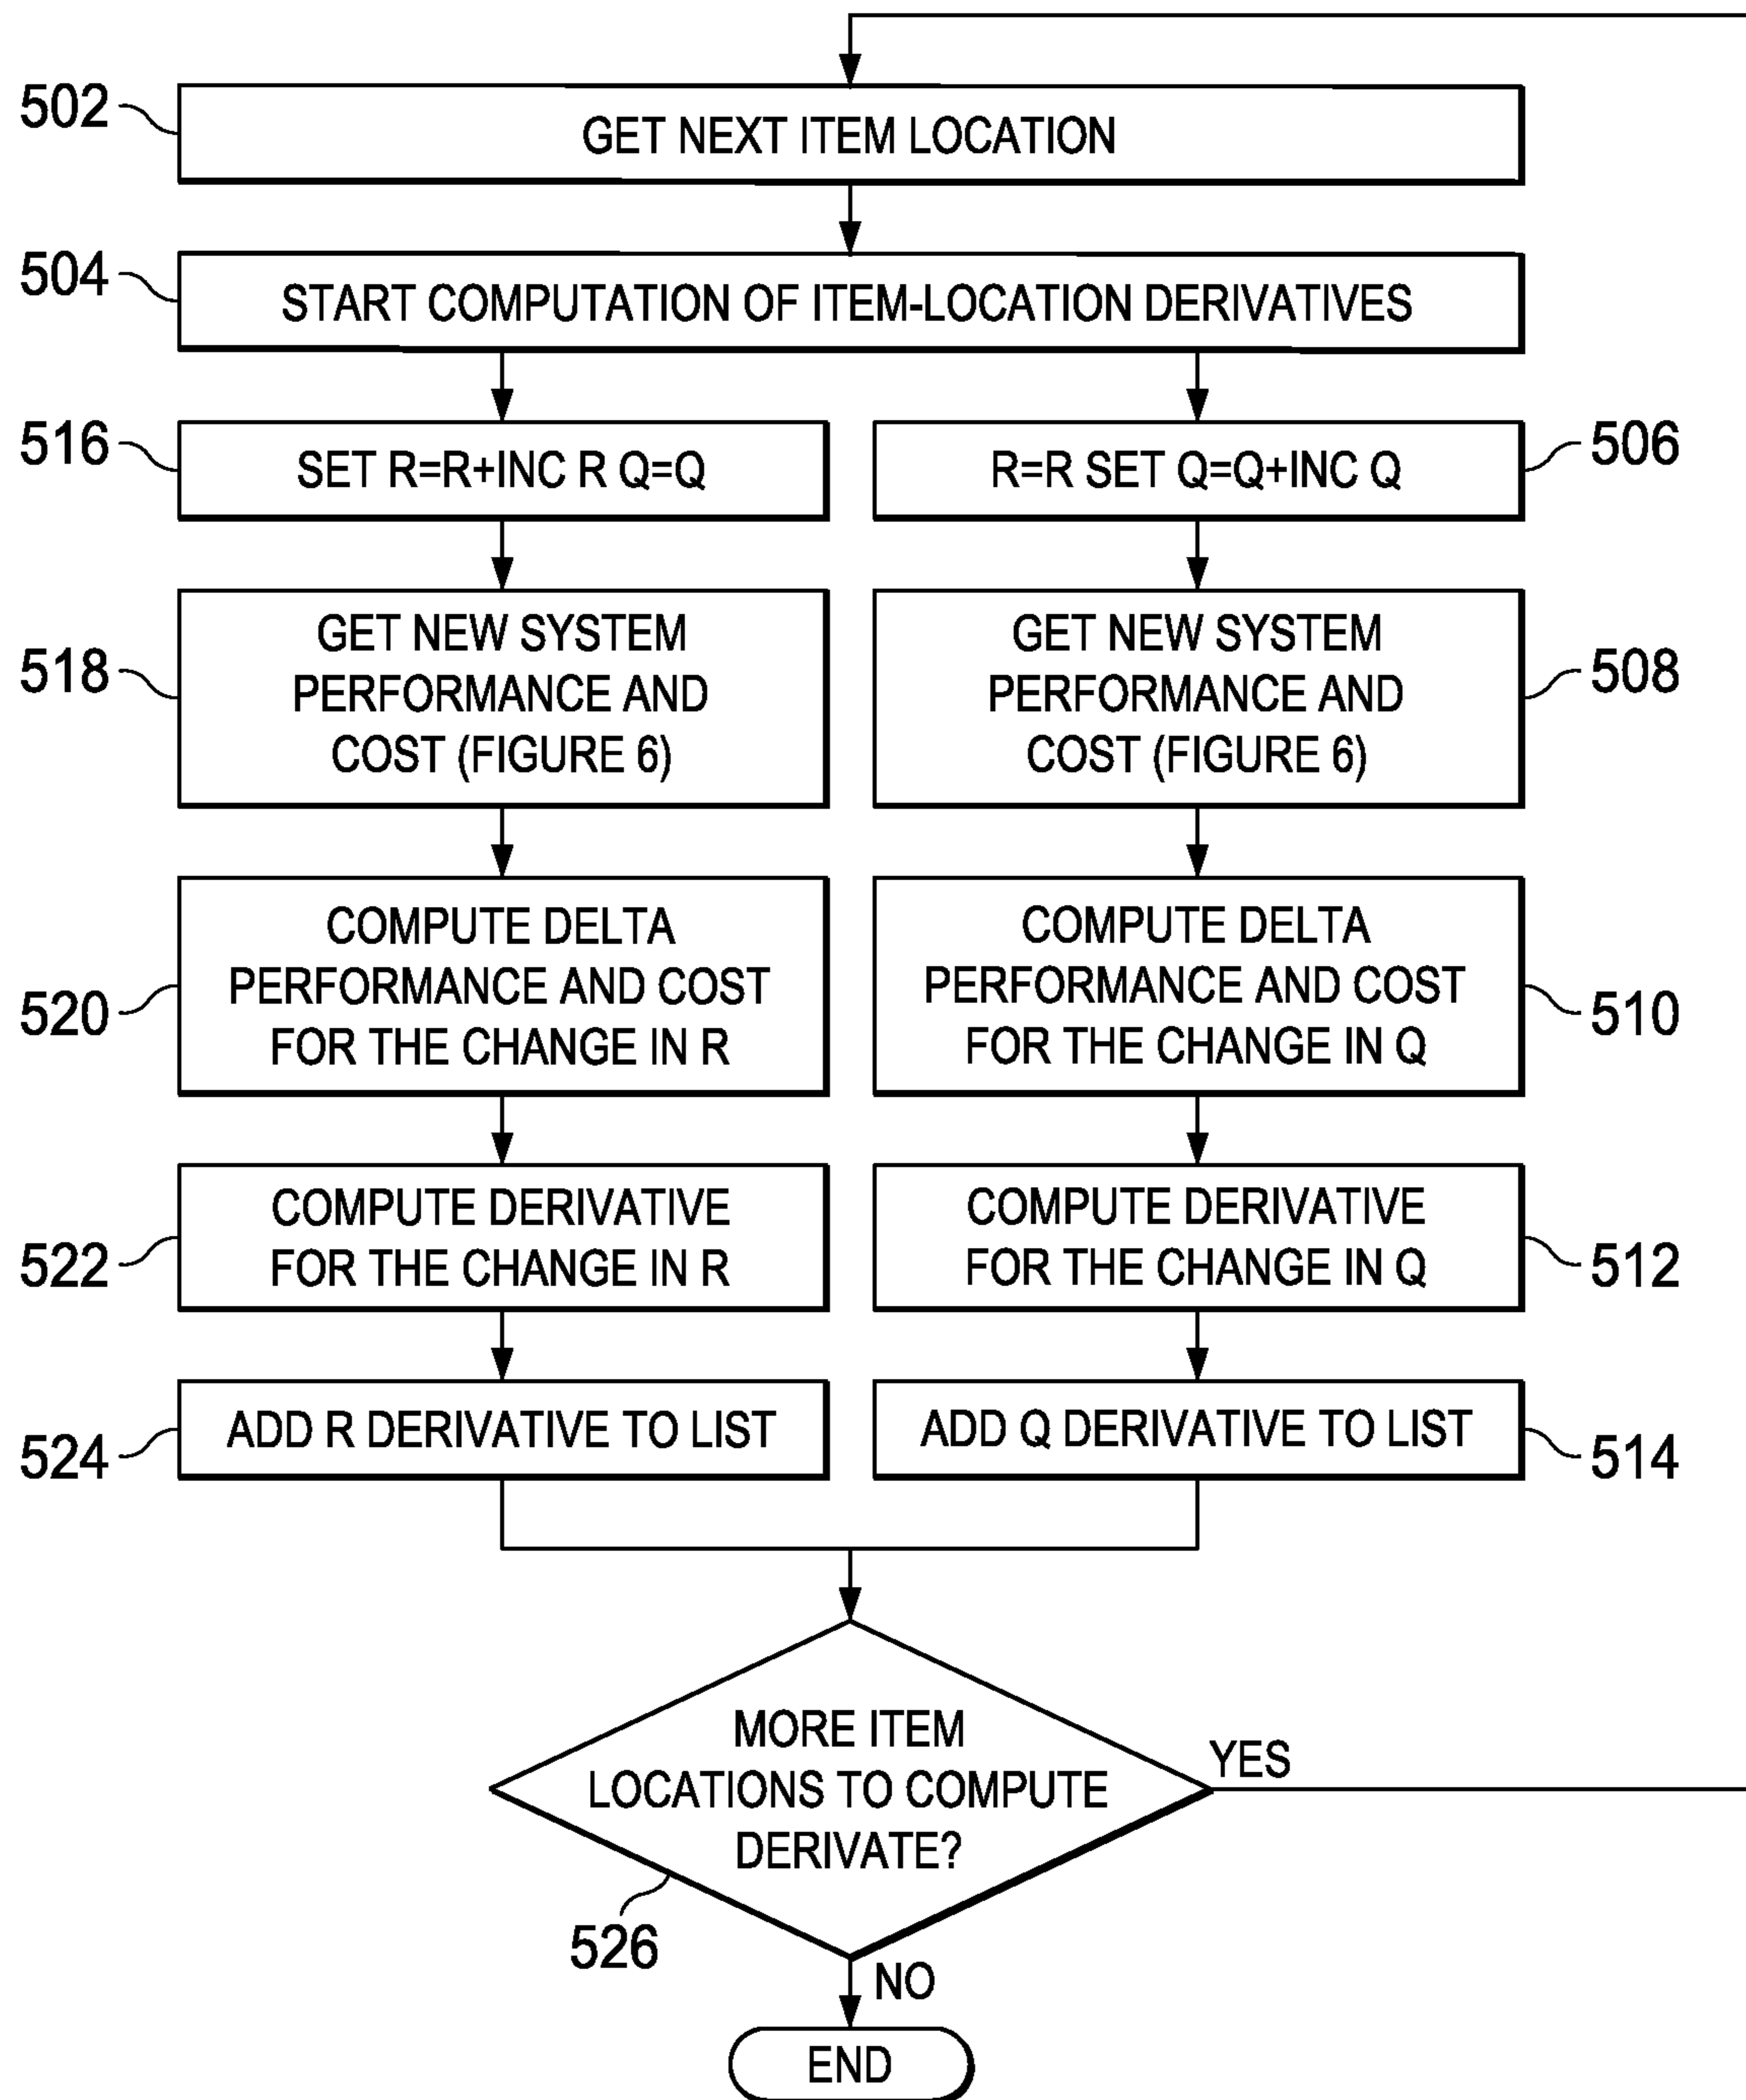 502
GET NEXT ITEM LOCATION
504
START COMPUTATION OF ITEM-LOCATION DERIVATIVES
516
SET R=R+INC R Q=Q
R=R SET Q=Q+INC Q
506
518
GET NEW SYSTEM
PERFORMANCE AND
COST (FIGURE 6)
GET NEW SYSTEM
PERFORMANCE AND
COST (FIGURE 6)
508
520
COMPUTE DELTA
PERFORMANCE AND COST
FOR THE CHANGE IN R
COMPUTE DELTA
PERFORMANCE AND COST
FOR THE CHANGE IN Q
510
522
COMPUTE DERIVATIVE
FOR THE CHANGE IN R
COMPUTE DERIVATIVE
FOR THE CHANGE IN Q
512
524
ADD R DERIVATIVE TO LIST
ADD Q DERIVATIVE TO LIST
514
MORE ITEM
LOCATIONS TO COMPUTE
DERIVATE?
YES
526
NO
END